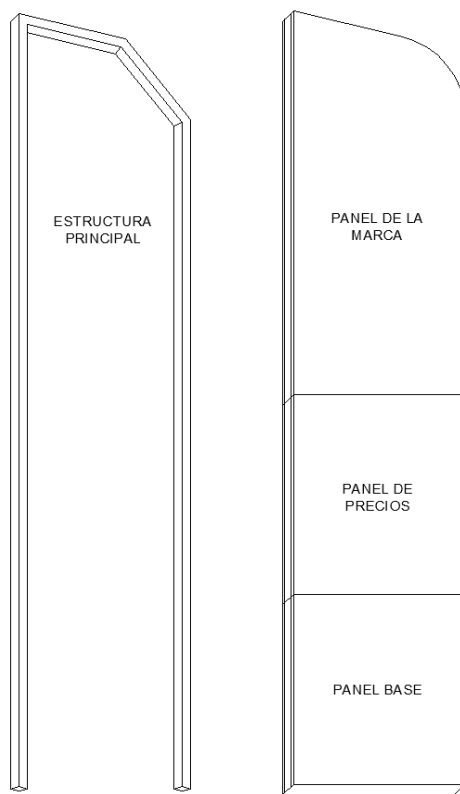 ESTRUCTURA
PRINCIPAL
PANEL DE LA
MARCA
PANEL DE
PRECIOS
PANEL BASE